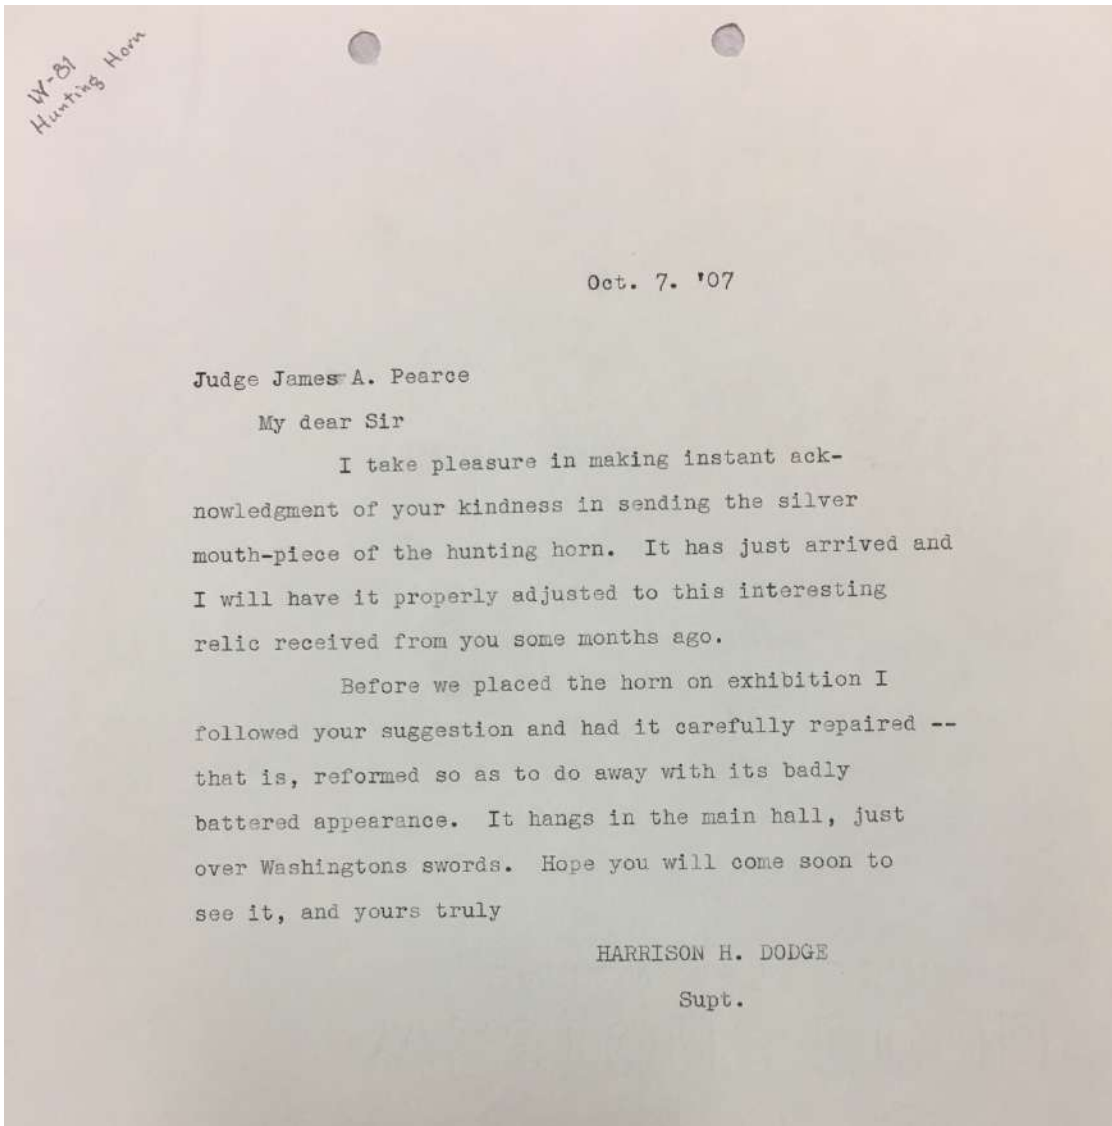 W-81
Hunting Horn
Oct. 7. '07
Judge James A. Pearce
My dear Sir
I take pleasure in making instant ack-
nowledgment of your kindness in sending the silver
mouth-piece of the hunting horn. It has just arrived and
I will have it properly adjusted to this interesting
relic received from you some months ago.
Before we placed the horn on exhibition I
followed your suggestion and had it carefully repaired --
that is, reformed so as to do away with its badly
battered appearance. It hangs in the main hall, just
over Washingtons swords. Hope you will come soon to
see it, and yours truly
HARRISON H. DODGE
Supt.